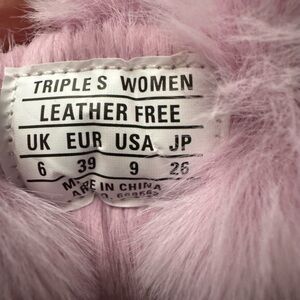 TRIPLE S WOMEN
LEATHER FREE
UK EUR USA JP
6 39 9 26
MADE IN CHINA